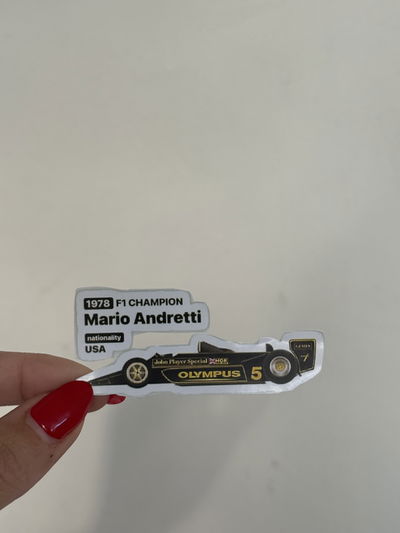 1978 F1 CHAMPION
Mario Andretti
nationality
USA
John Player Special
OLYMPUS 5